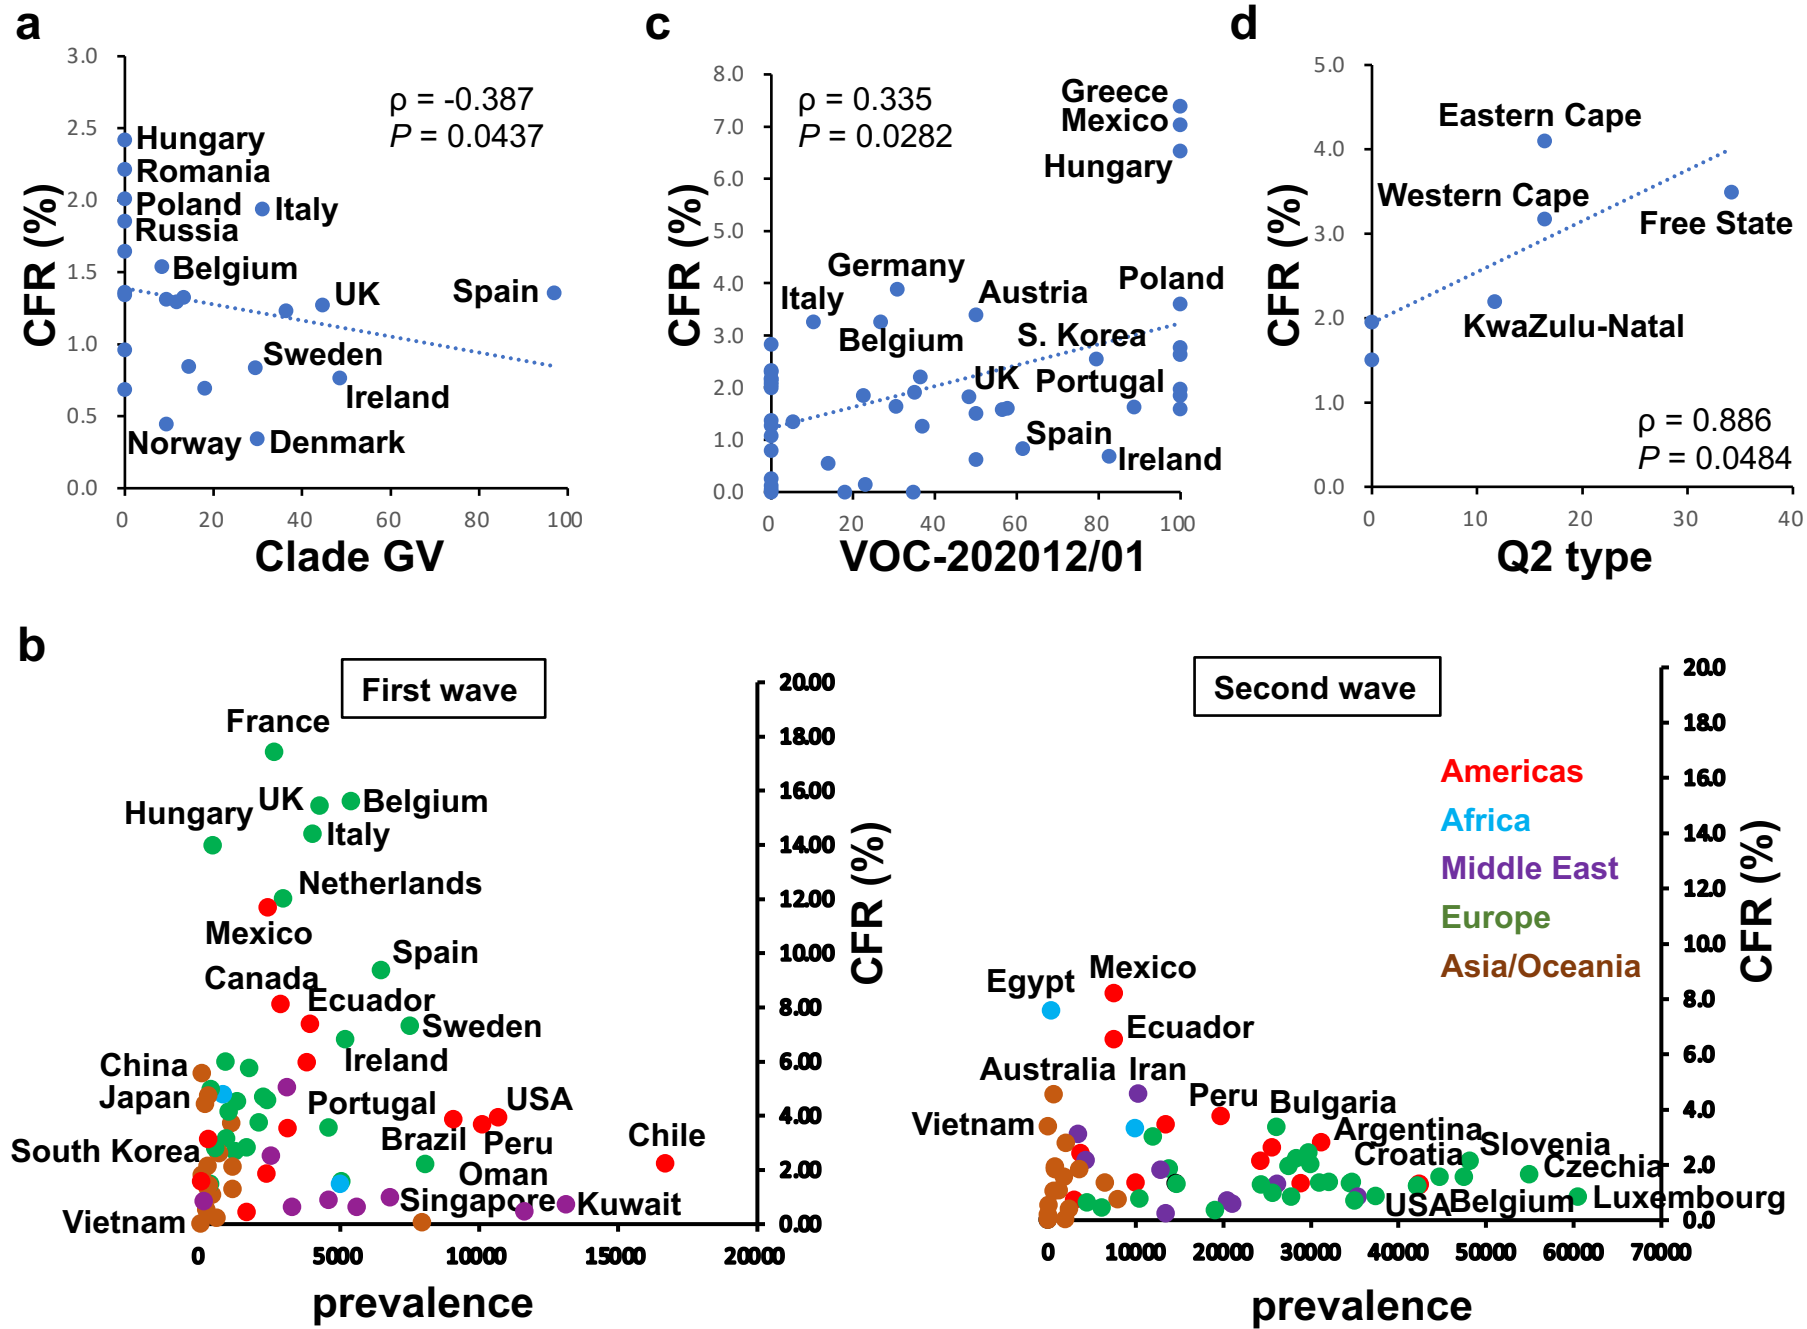 a
3.0
2.5
2.0
1.5
1.0
0.5
0.0
CFR (%)
ρ = -0.387
P = 0.0437
Hungary
Romania
Poland
Italy
Russia
Belgium
UK
Spain
Sweden
Ireland
Norway
Denmark
0
20
40
60
80
100
Clade GV
c
8.0
7.0
6.0
5.0
4.0
3.0
2.0
1.0
0.0
CFR (%)
ρ = 0.335
P = 0.0282
Greece
Mexico
Hungary
Germany
Italy
Austria
Poland
Belgium
S. Korea
UK
Portugal
Spain
Ireland
0
20
40
60
80
100
VOC-202012/01
d
5.0
4.0
3.0
2.0
1.0
0.0
CFR (%)
Eastern Cape
Western Cape
Free State
KwaZulu-Natal
ρ = 0.886
P = 0.0484
0
10
20
30
40
Q2 type
b
First wave
20.00
18.00
16.00
14.00
12.00
10.00
8.00
6.00
4.00
2.00
0.00
CFR (%)
France
UK
Belgium
Hungary
Italy
Netherlands
Mexico
Spain
Canada
Ecuador
Sweden
Ireland
China
Japan
Portugal
USA
Brazil
Peru
Chile
South Korea
Oman
Singapore
Kuwait
Vietnam
0
5000
10000
15000
20000
prevalence
Second wave
20.0
18.0
16.0
14.0
12.0
10.0
8.0
6.0
4.0
2.0
0.0
CFR (%)
Americas
Africa
Middle East
Europe
Asia/Oceania
Egypt
Mexico
Ecuador
Australia
Iran
Peru
Vietnam
Bulgaria
Argentina
Croatia
Slovenia
Czechia
USA
Belgium
Luxembourg
0
10000
20000
30000
40000
50000
60000
70000
prevalence